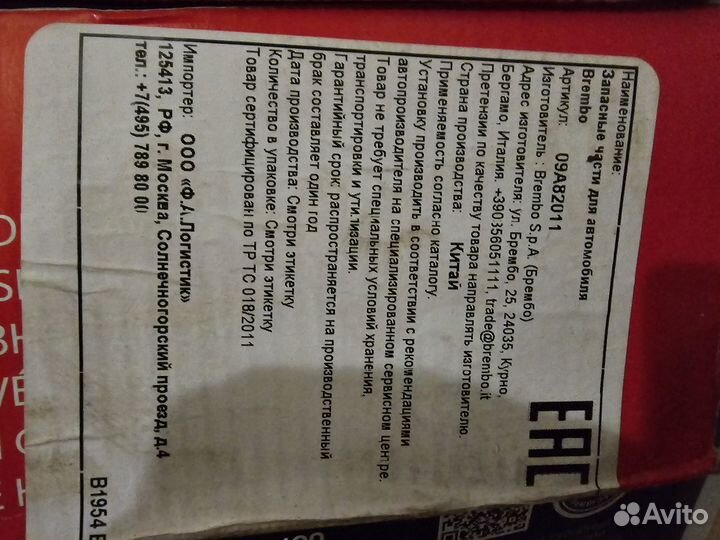 Наименование:
Запасные части для автомобиля
Brembo
Артикул: 09A82011
Изготовитель : Brembo S.p.A. (Брембо)
Адрес изготовителя: ул. Брембо, 25, 24035, Курно,
Бергамо, Италия, +390356051111, trade@brembo.it
Претензии по качеству товара направлять изготовителю.
Страна производства: Китай
Применяемость согласно каталогу.
Установку производить в соответствии с рекомендациями
автопроизводителя на специализированном сервисном центре.
Товар не требует специальных условий хранения,
транспортировки и утилизации.
Гарантийный срок: распространяется на производственный
брак составляет один год
Дата производства: Смотри этикетку
Количество в упаковке: Смотри этикетку
Товар сертифицирован по ТР ТС 018/2011
Импортер: ООО «Ф.А.Логистик»
125413, РФ, г. Москва, Солнечногорский проезд, д.4
тел.: +7(495) 789 80 00
EAC
B1954 E
Avito